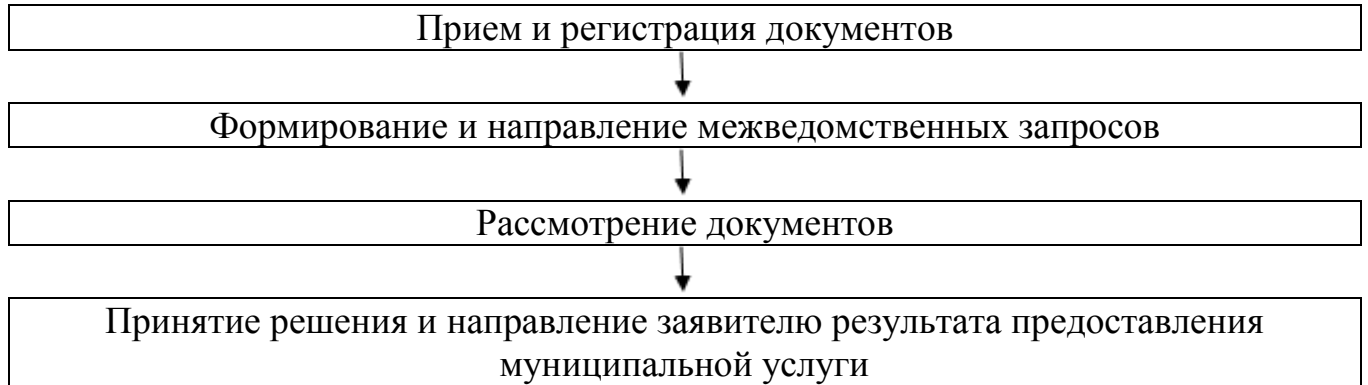 Прием и регистрация документов
Формирование и направление межведомственных запросов
Рассмотрение документов
Принятие решения и направление заявителю результата предоставления
муниципальной услуги